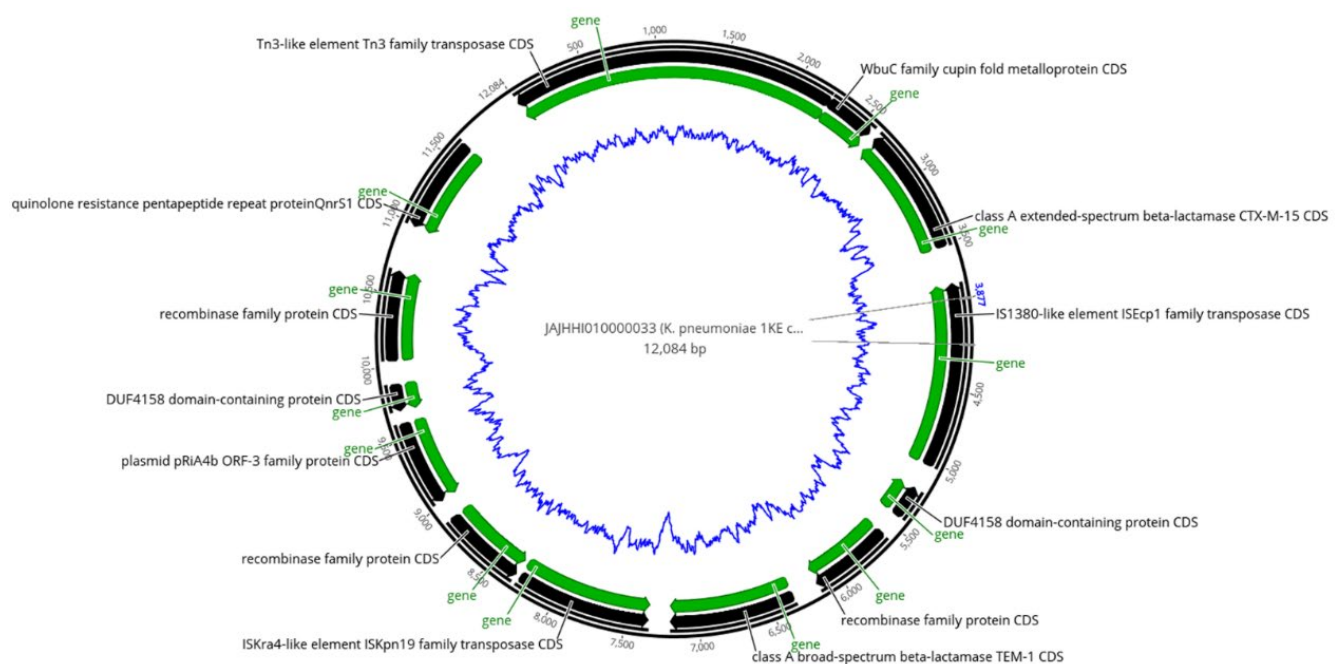 gene
Tn3-like element Tn3 family transposase CDS
500
1,000
1,500
2,000
WbuC family cupin fold metalloprotein CDS
gene
2,500
3,000
class A extended-spectrum beta-lactamase CTX-M-15 CDS
gene
3,500
3,877
IS1380-like element ISEcp1 family transposase CDS
gene
4,500
5,000
DUF4158 domain-containing protein CDS
gene
5,500
gene
6,000
recombinase family protein CDS
6,500
gene
class A broad-spectrum beta-lactamase TEM-1 CDS
7,000
7,500
8,000
ISKra4-like element ISKpn19 family transposase CDS
gene
8,500
gene
recombinase family protein CDS
9,000
plasmid pRiA4b ORF-3 family protein CDS
gene
gene
DUF4158 domain-containing protein CDS
10,000
recombinase family protein CDS
10,500
gene
11,000
quinolone resistance pentapeptide repeat proteinQnrS1 CDS
gene
11,500
12,084
JAJHHI010000033 (K. pneumoniae 1KE c...
12,084 bp